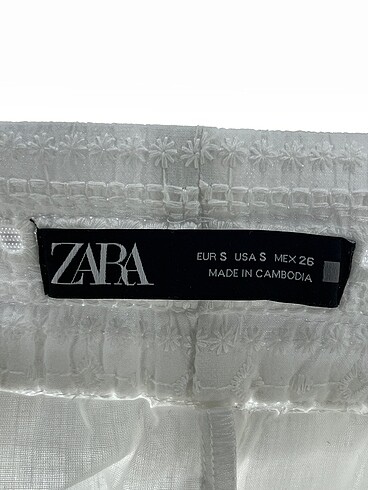 ZARA
EUR S USA S MEX 26
MADE IN CAMBODIA